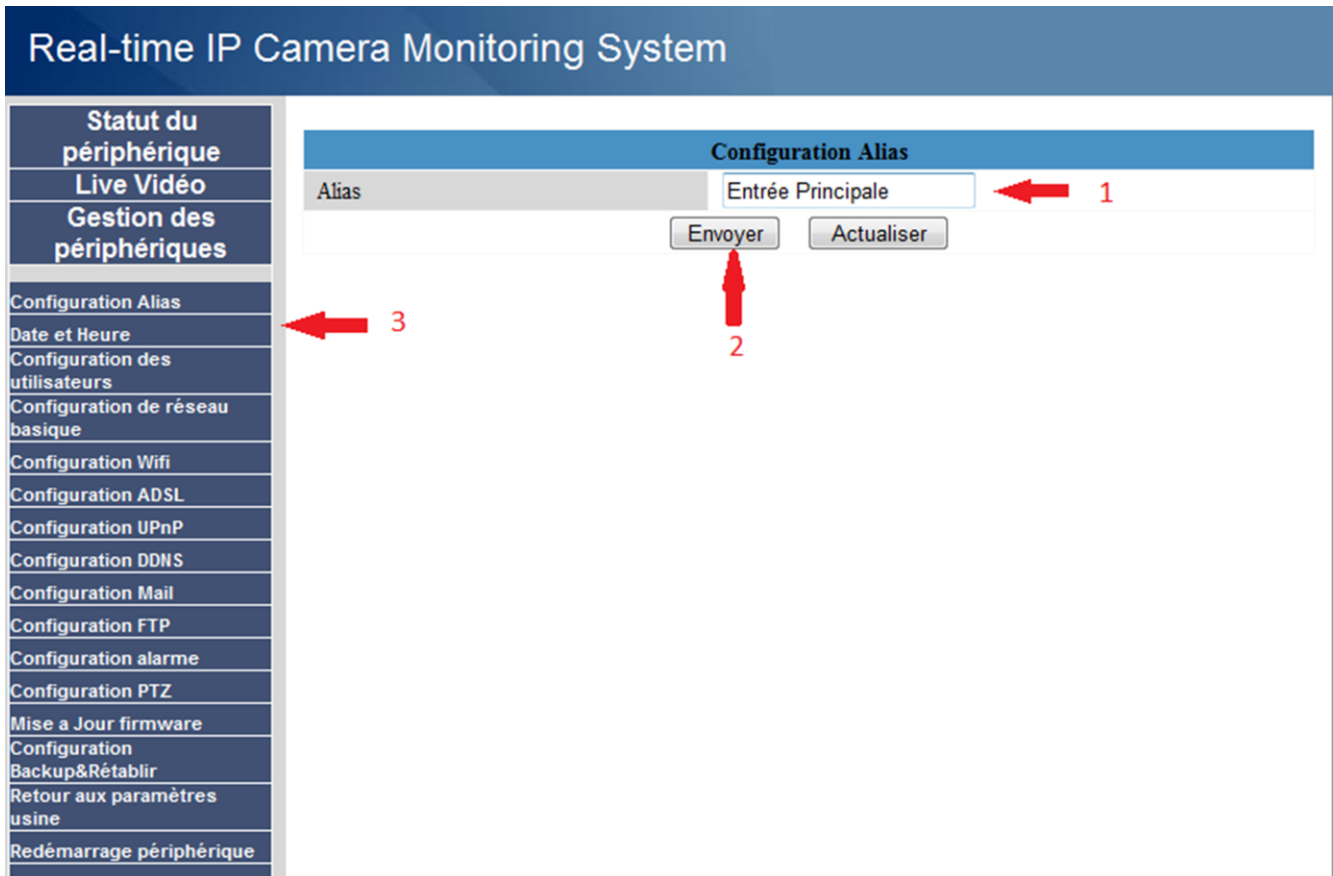 Real-time IP Camera Monitoring System
Statut du
périphérique
Live Vidéo
Gestion des
périphériques
Configuration Alias
Date et Heure
Configuration des
utilisateurs
Configuration de réseau
basique
Configuration Wifi
Configuration ADSL
Configuration UPnP
Configuration DDNS
Configuration Mail
Configuration FTP
Configuration alarme
Configuration PTZ
Mise a Jour firmware
Configuration
Backup&Rétablir
Retour aux paramètres
usine
Redémarrage périphérique
Configuration Alias
Alias Entrée Principale 1
Envoyer Actualiser
2
3